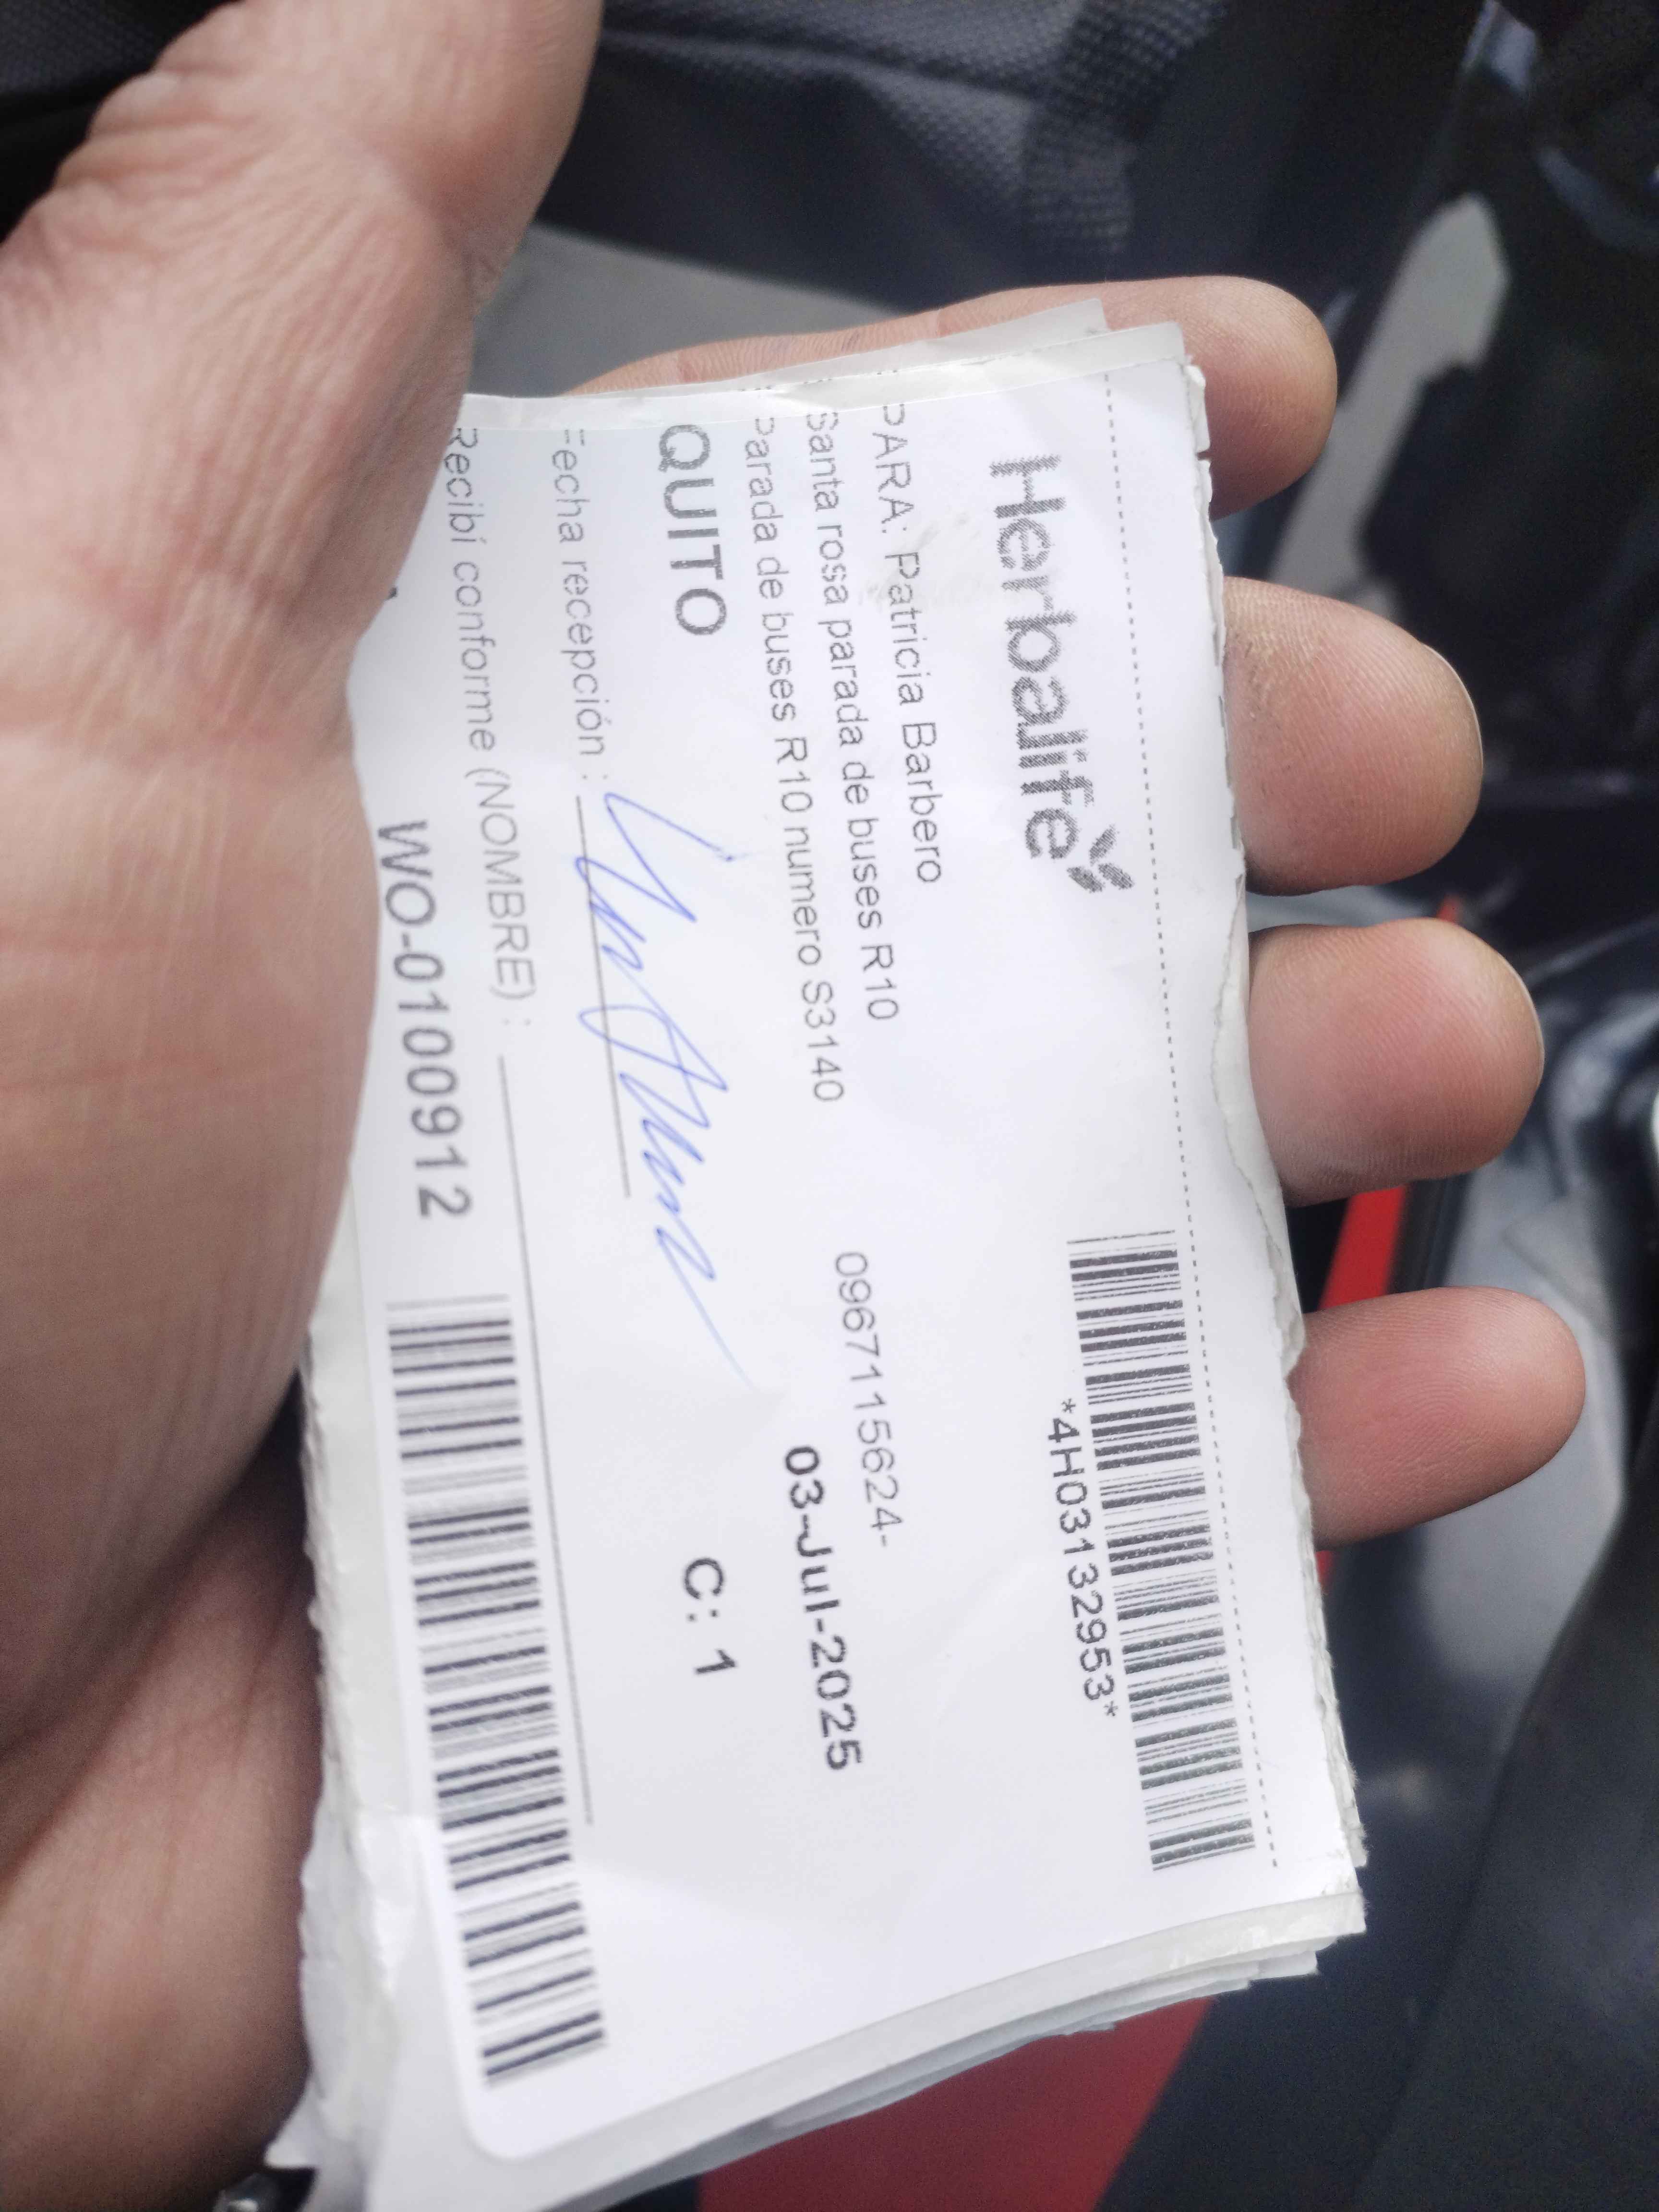 Herbalife
*4H03132953*
PARA: Patricia Barbero
Santa rosa parada de buses R10
Parada de buses R10 numero S3140
0967115624-
03-Jul-2025
QUITO
C: 1
Fecha recepción :
Recibí conforme (NOMBRE) :
WO-0100912